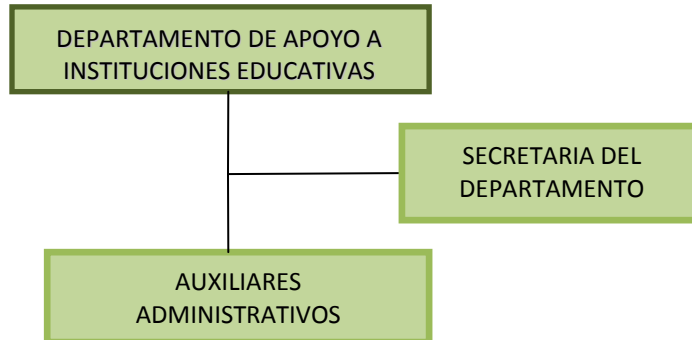 DEPARTAMENTO DE APOYO A
INSTITUCIONES EDUCATIVAS
SECRETARIA DEL
DEPARTAMENTO
AUXILIARES
ADMINISTRATIVOS